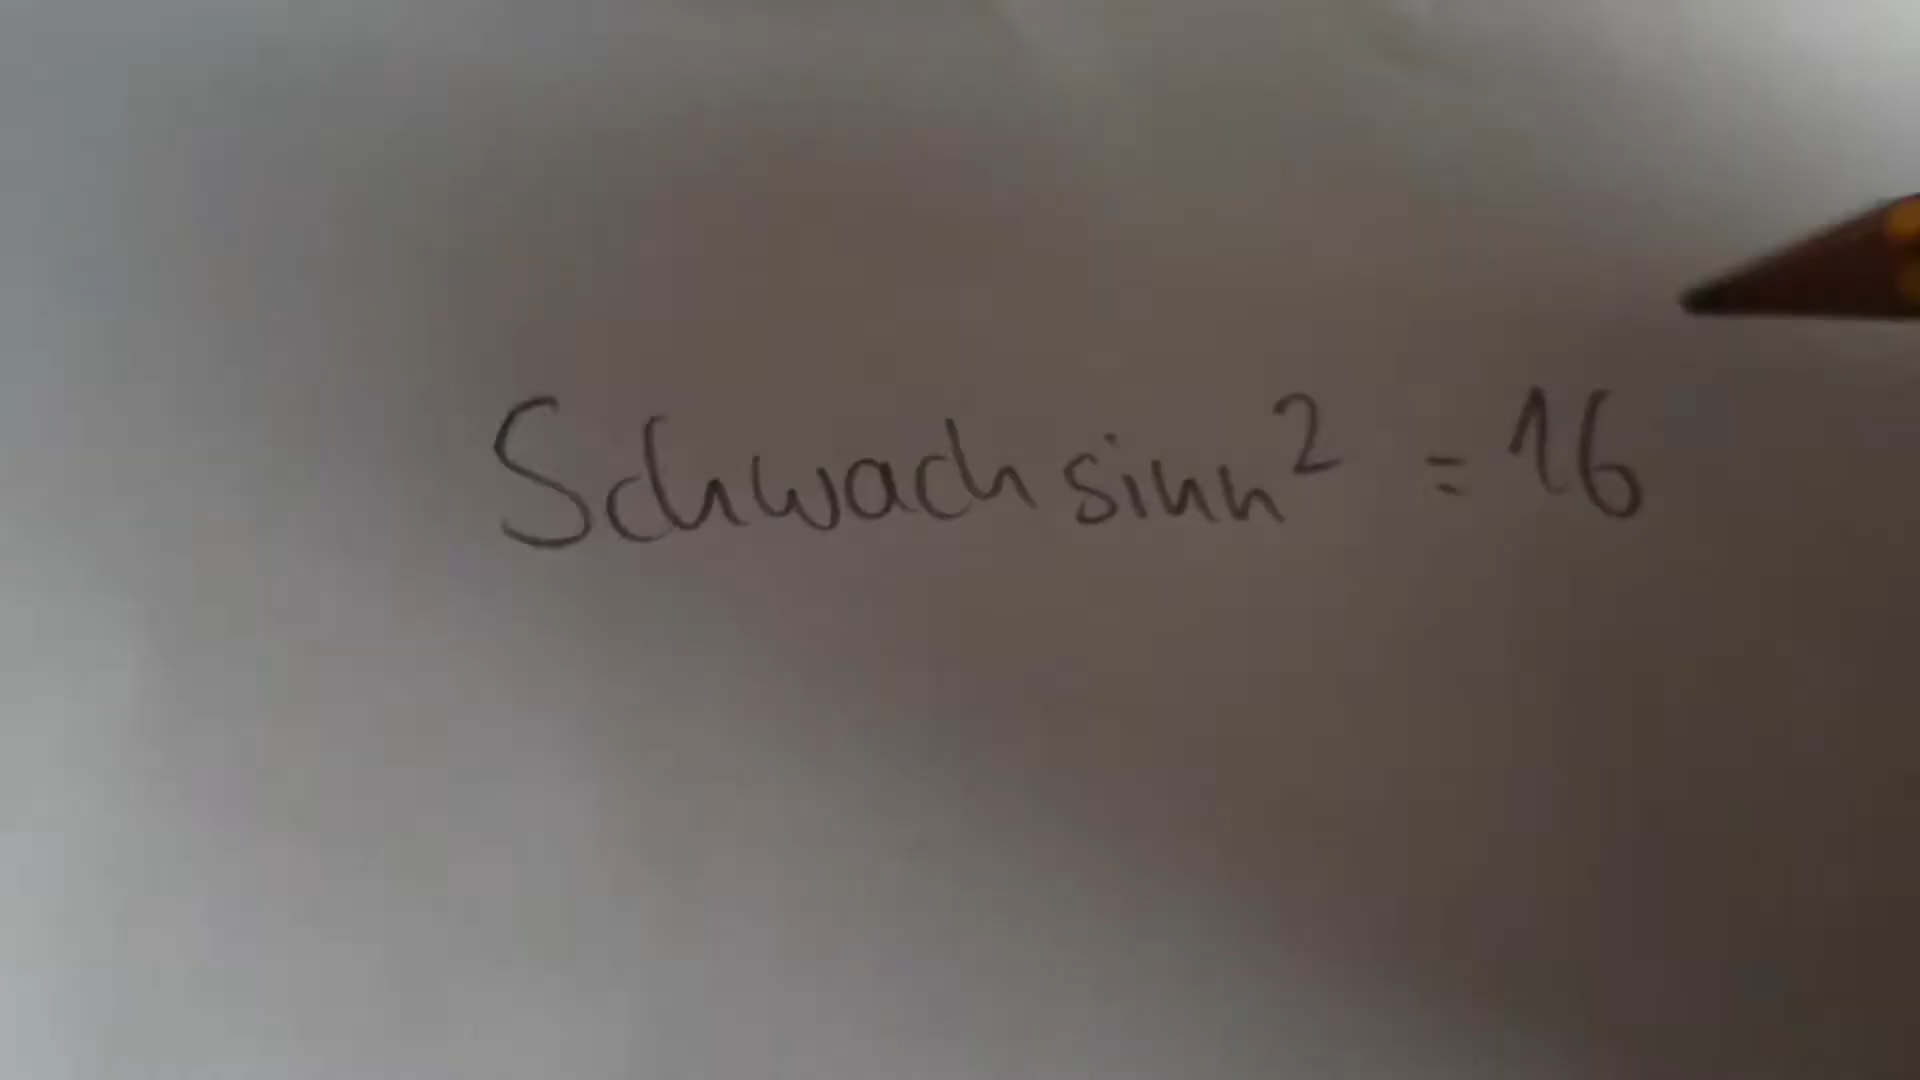 Schwachsinn² = 16